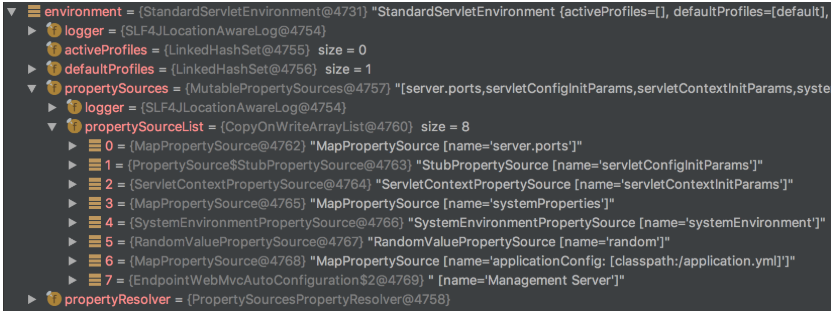 environment = {StandardServletEnvironment@4731} "StandardServletEnvironment {activeProfiles=[], defaultProfiles=[default],
f logger = {SLF4JLocationAwareLog@4754}
f activeProfiles = {LinkedHashSet@4755} size = 0
f defaultProfiles = {LinkedHashSet@4756} size = 1
f propertySources = {MutablePropertySources@4757} "[server.ports,servletConfigInitParams,servletContextInitParams,syste
f logger = {SLF4JLocationAwareLog@4754}
f propertySourceList = {CopyOnWriteArrayList@4760} size = 8
0 = {MapPropertySource@4762} "MapPropertySource [name='server.ports']"
1 = {PropertySource$StubPropertySource@4763} "StubPropertySource [name='servletConfigInitParams']"
2 = {ServletContextPropertySource@4764} "ServletContextPropertySource [name='servletContextInitParams']"
3 = {MapPropertySource@4765} "MapPropertySource [name='systemProperties']"
4 = {SystemEnvironmentPropertySource@4766} "SystemEnvironmentPropertySource [name='systemEnvironment']"
5 = {RandomValuePropertySource@4767} "RandomValuePropertySource [name='random']"
6 = {MapPropertySource@4768} "MapPropertySource [name='applicationConfig: [classpath:/application.yml]']"
7 = {EndpointWebMvcAutoConfiguration$2@4769} " [name='Management Server']"
f propertyResolver = {PropertySourcesPropertyResolver@4758}